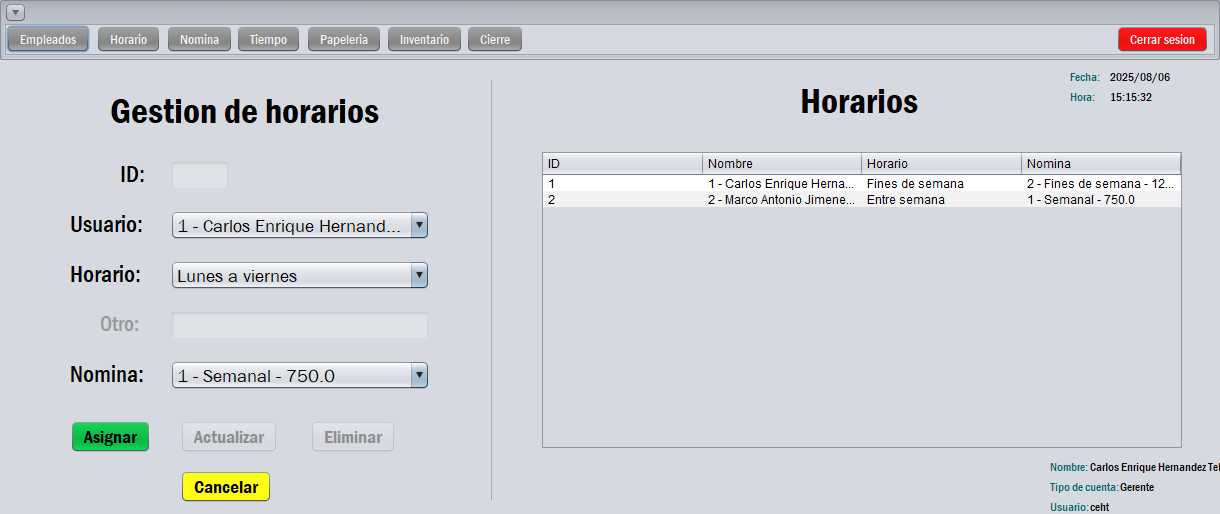 Empleados Horario Nomina Tiempo Papeleria Inventario Cierre Cerrar sesion
Fecha: 2025/08/06
Hora: 15:15:32
Gestion de horarios
ID:
Usuario: 1 - Carlos Enrique Hernand...
Horario: Lunes a viernes
Otro:
Nomina: 1 - Semanal - 750.0
Asignar Actualizar Eliminar
Cancelar
Horarios
ID Nombre Horario Nomina
1 1 - Carlos Enrique Herna... Fines de semana 2 - Fines de semana - 12...
2 2 - Marco Antonio Jimene... Entre semana 1 - Semanal - 750.0
Nombre: Carlos Enrique Hernandez Tel
Tipo de cuenta: Gerente
Usuario: ceht